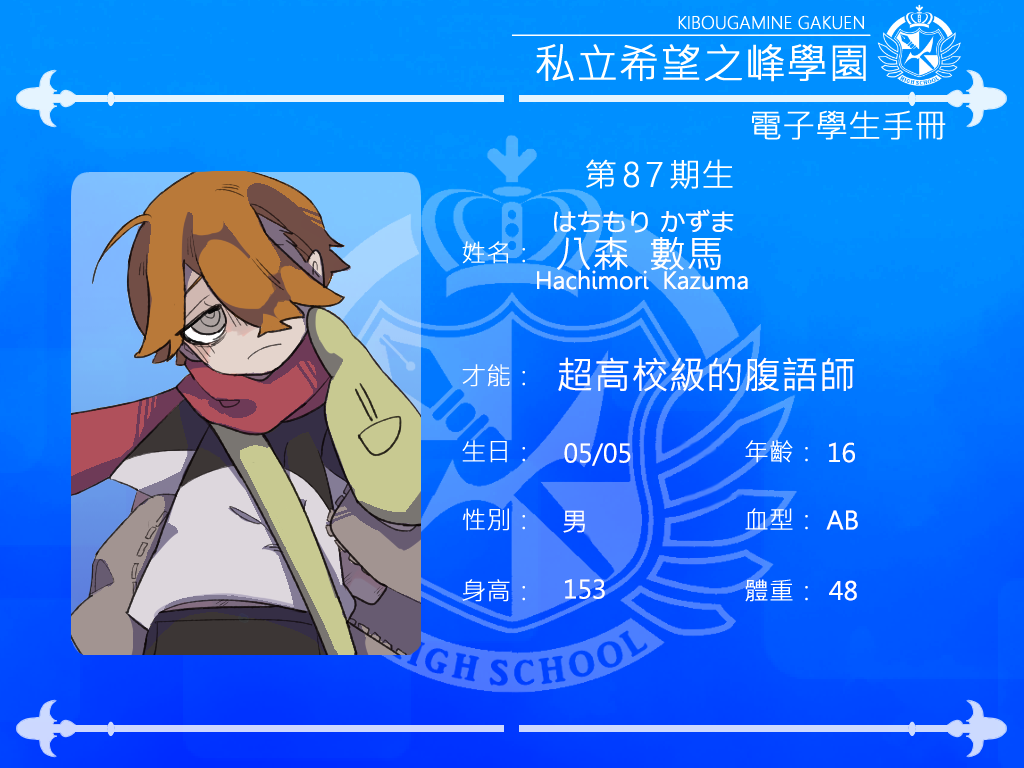 KIBOUGAMINE GAKUEN
私立希望之峰學園
HIGH SCHOOL
電子學生手冊
第87期生
はちもり かずま
姓名： 八森 數馬
Hachimori Kazuma
才能： 超高校級的腹語師
生日： 05/05 年齡： 16
性別： 男 血型： AB
身高： 153 體重： 48
HIGH SCHOOL